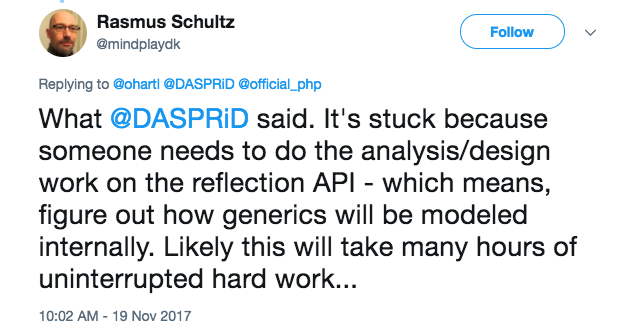 Rasmus Schultz
@mindplaydk
Follow
Replying to @ohartl @DASPRiD @official_php
What @DASPRiD said. It's stuck because
someone needs to do the analysis/design
work on the reflection API - which means,
figure out how generics will be modeled
internally. Likely this will take many hours of
uninterrupted hard work...
10:02 AM - 19 Nov 2017